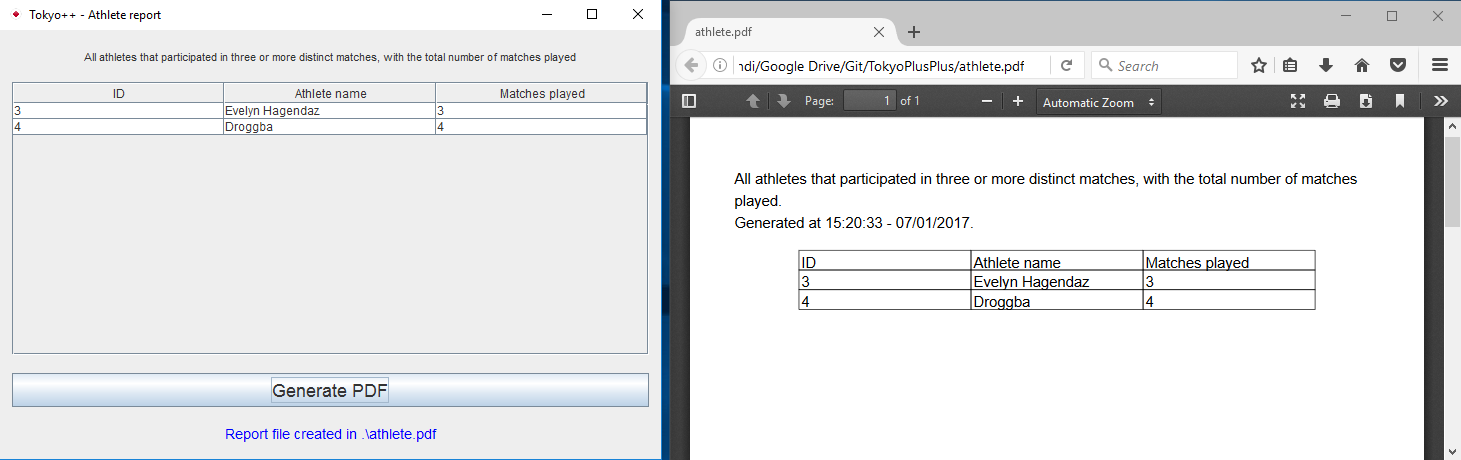 Tokyo++ - Athlete report
All athletes that participated in three or more distinct matches, with the total number of matches played
ID Athlete name Matches played
3 Evelyn Hagendaz 3
4 Droggba 4
Generate PDF
Report file created in .\athlete.pdf
athlete.pdf
ndi/Google Drive/Git/TokyoPlusPlus/athlete.pdf
Search
Page: 1 of 1
Automatic Zoom
All athletes that participated in three or more distinct matches, with the total number of matches
played.
Generated at 15:20:33 - 07/01/2017.
ID Athlete name Matches played
3 Evelyn Hagendaz 3
4 Droggba 4